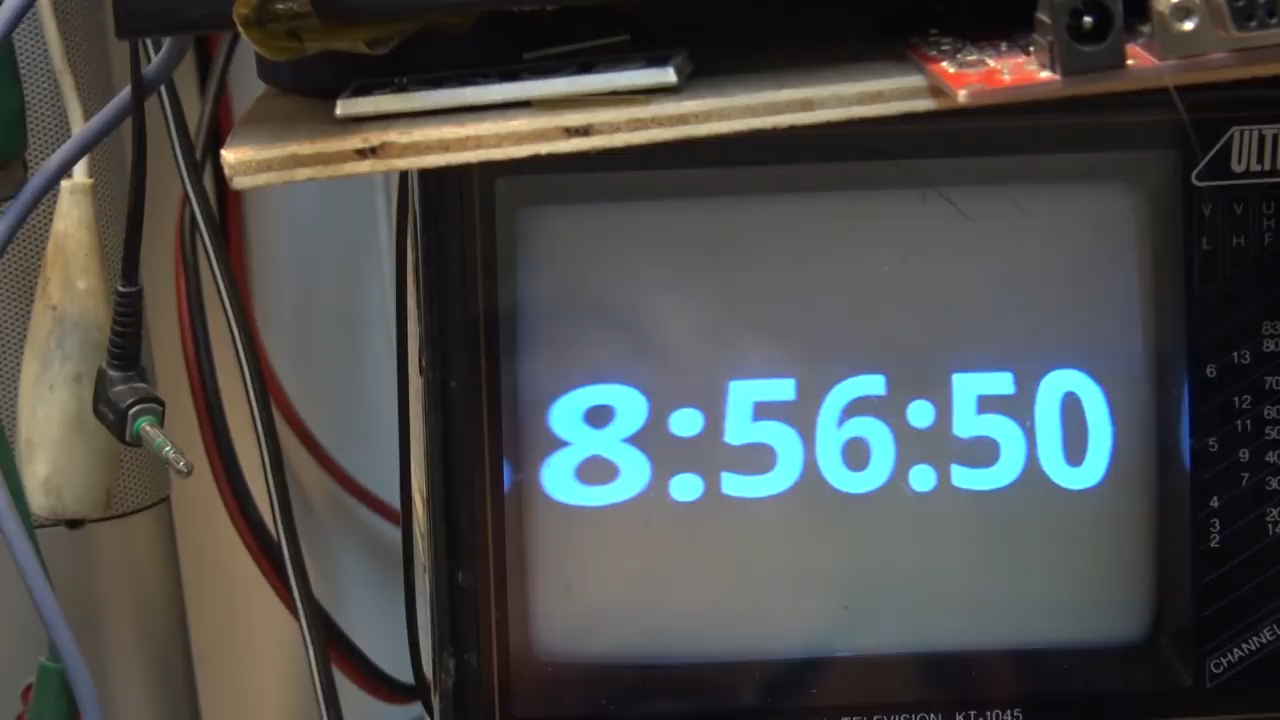 ULT
V V U
H
L H F
8:56:50
83
80
6 13
70
12 60
11 50
5 9 40
7 30
4
3 20
2 14
CHANNEL
TELEVISION KT-1045